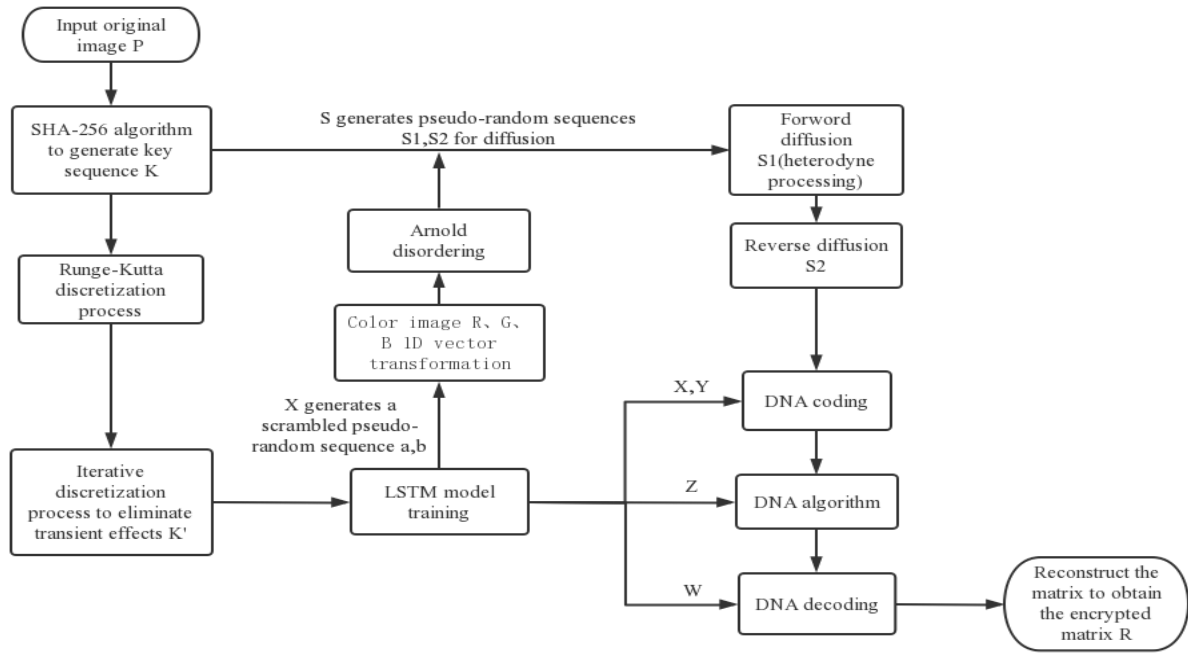 Input original
image P
SHA-256 algorithm
to generate key
sequence K
S generates pseudo-random sequences
S1,S2 for diffusion
Forword
diffusion
S1(heterodyne
processing)
Arnold
disordering
Reverse diffusion
S2
Runge-Kutta
discretization
process
Color image R、G、
B 1D vector
transformation
X generates a
scrambled pseudo-
random sequence a,b
X,Y
DNA coding
Iterative
discretization
process to eliminate
transient effects K'
LSTM model
training
Z
DNA algorithm
W
DNA decoding
Reconstruct the
matrix to obtain
the encrypted
matrix R